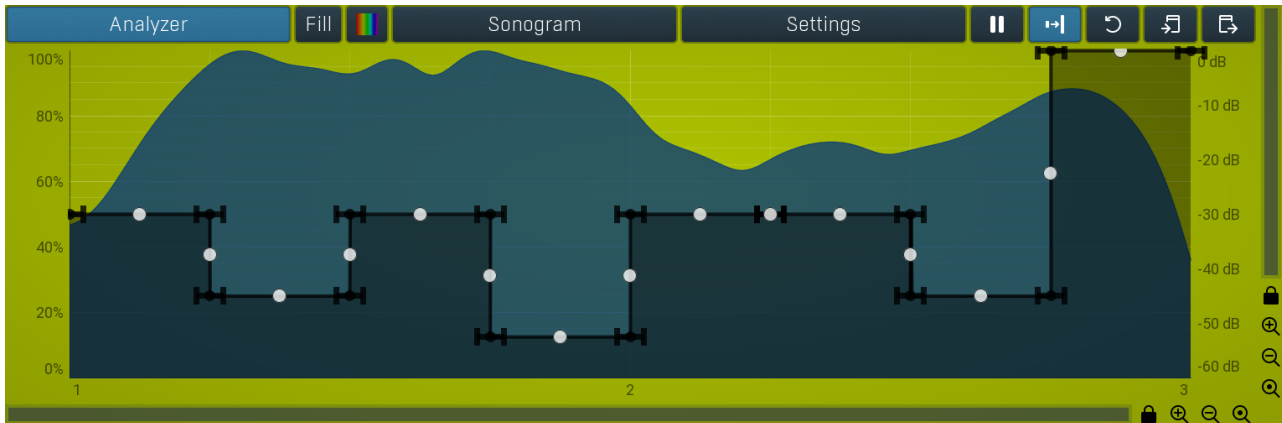 Analyzer Fill Sonogram Settings
100% 0 dB
80% -10 dB
-20 dB
60%
-30 dB
40% -40 dB
20% -50 dB
0% -60 dB
1 2 3